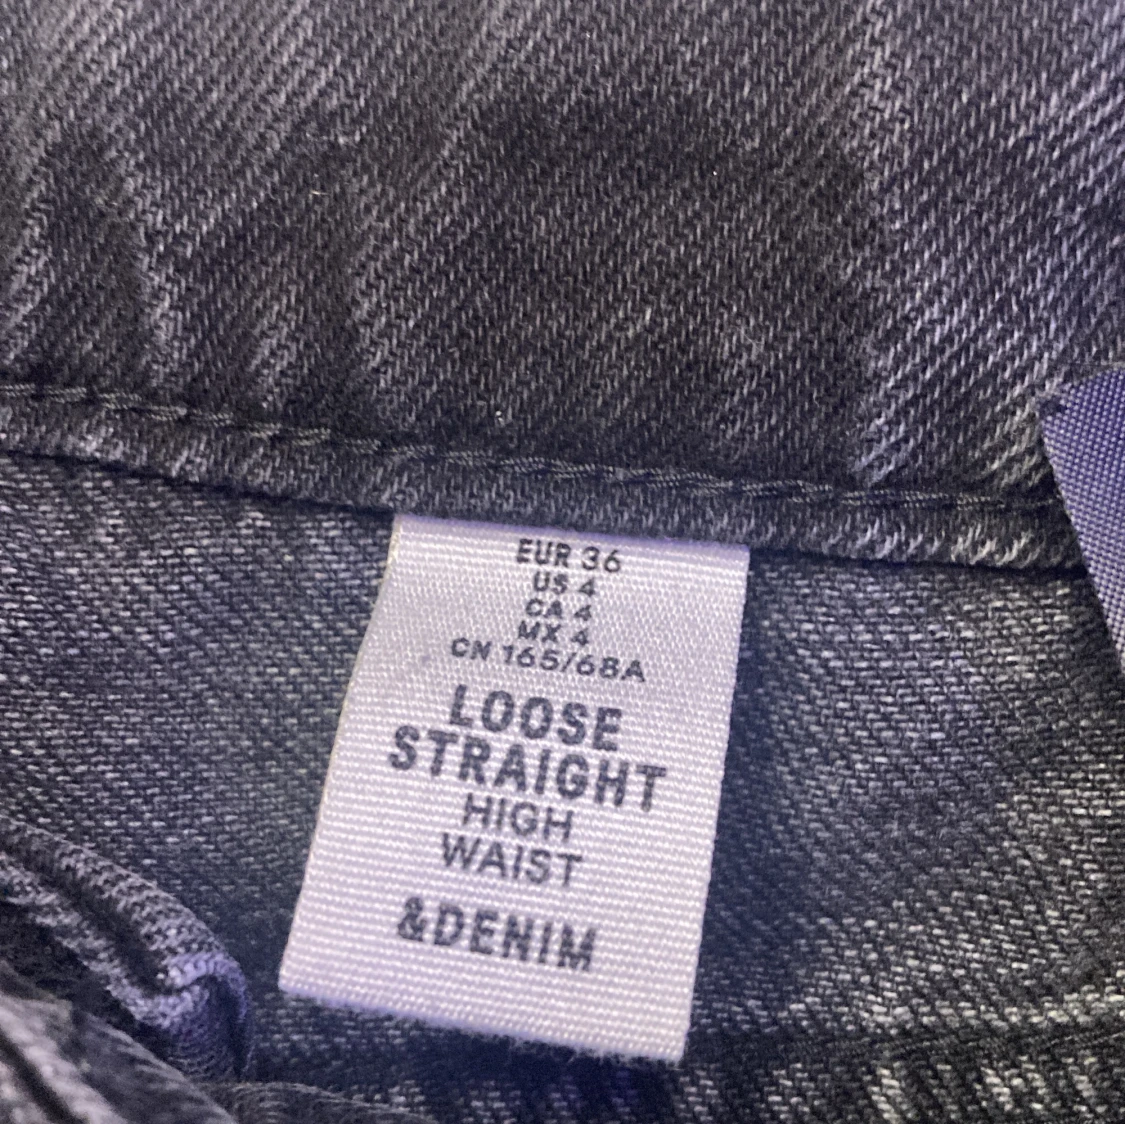 EUR 36
US 4
CA 4
MX 4
CN 165/68A
LOOSE
STRAIGHT
HIGH
WAIST
&DENIM